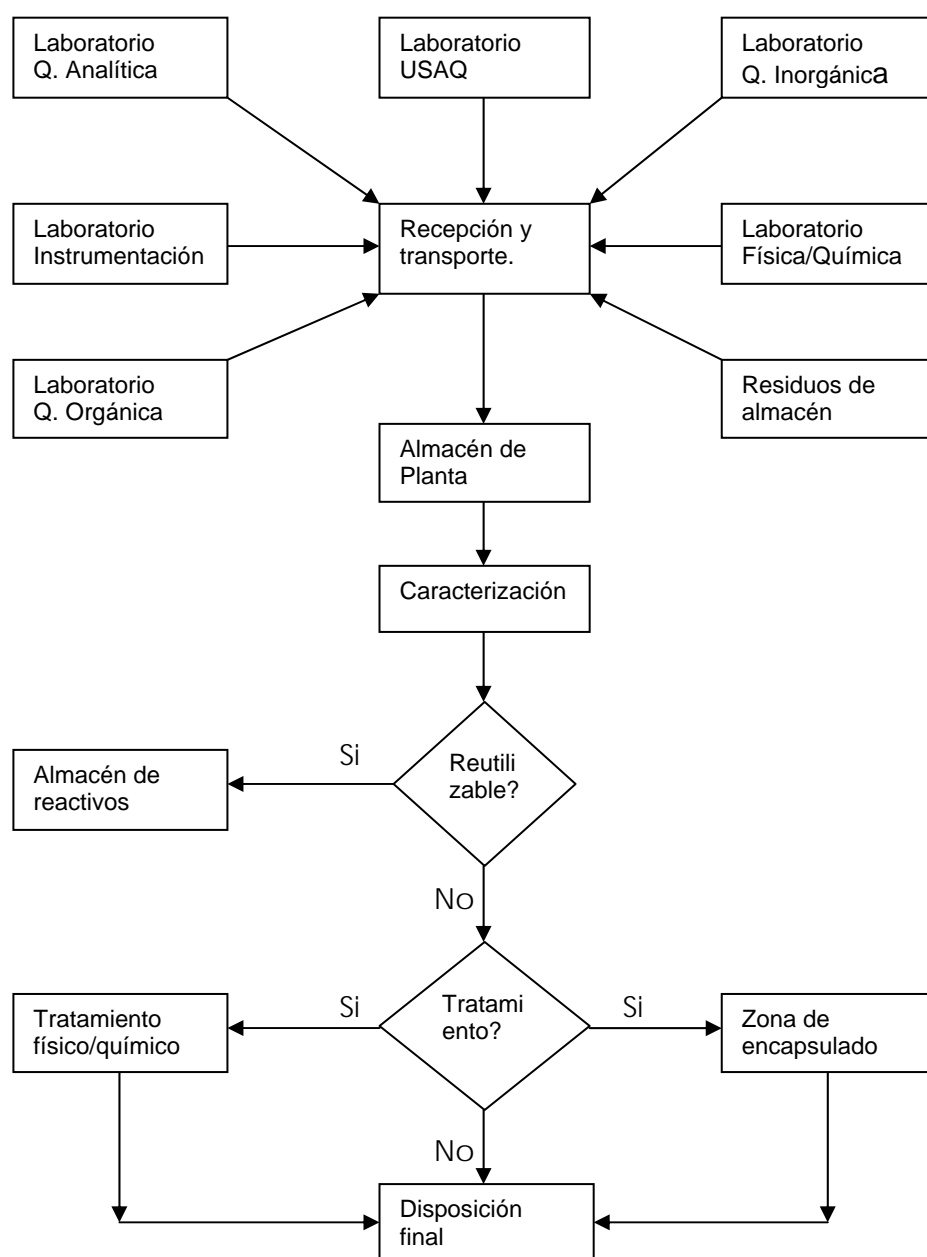 Laboratorio
Q. Analítica
Laboratorio
USAQ
Laboratorio
Q. Inorgánica
Laboratorio
Instrumentación
Recepción y
transporte.
Laboratorio
Física/Química
Laboratorio
Q. Orgánica
Residuos de
almacén
Almacén de
Planta
Caracterización
Almacén de
reactivos
Si
Reutili
zable?
No
Tratamiento
físico/químico
Si
Tratami
ento?
Si
Zona de
encapsulado
No
Disposición
final